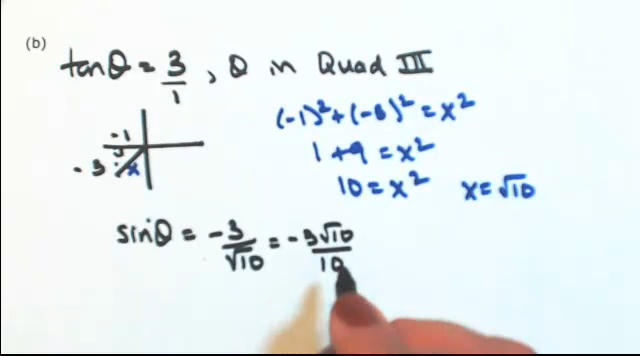 (b)
tanθ = 3/1 , θ in Quad III
(-1)² + (-3)² = x²
-1
1 + 9 = x²
-3 x
10 = x² x = √10
sinθ = -3/√10 = -3√10/10